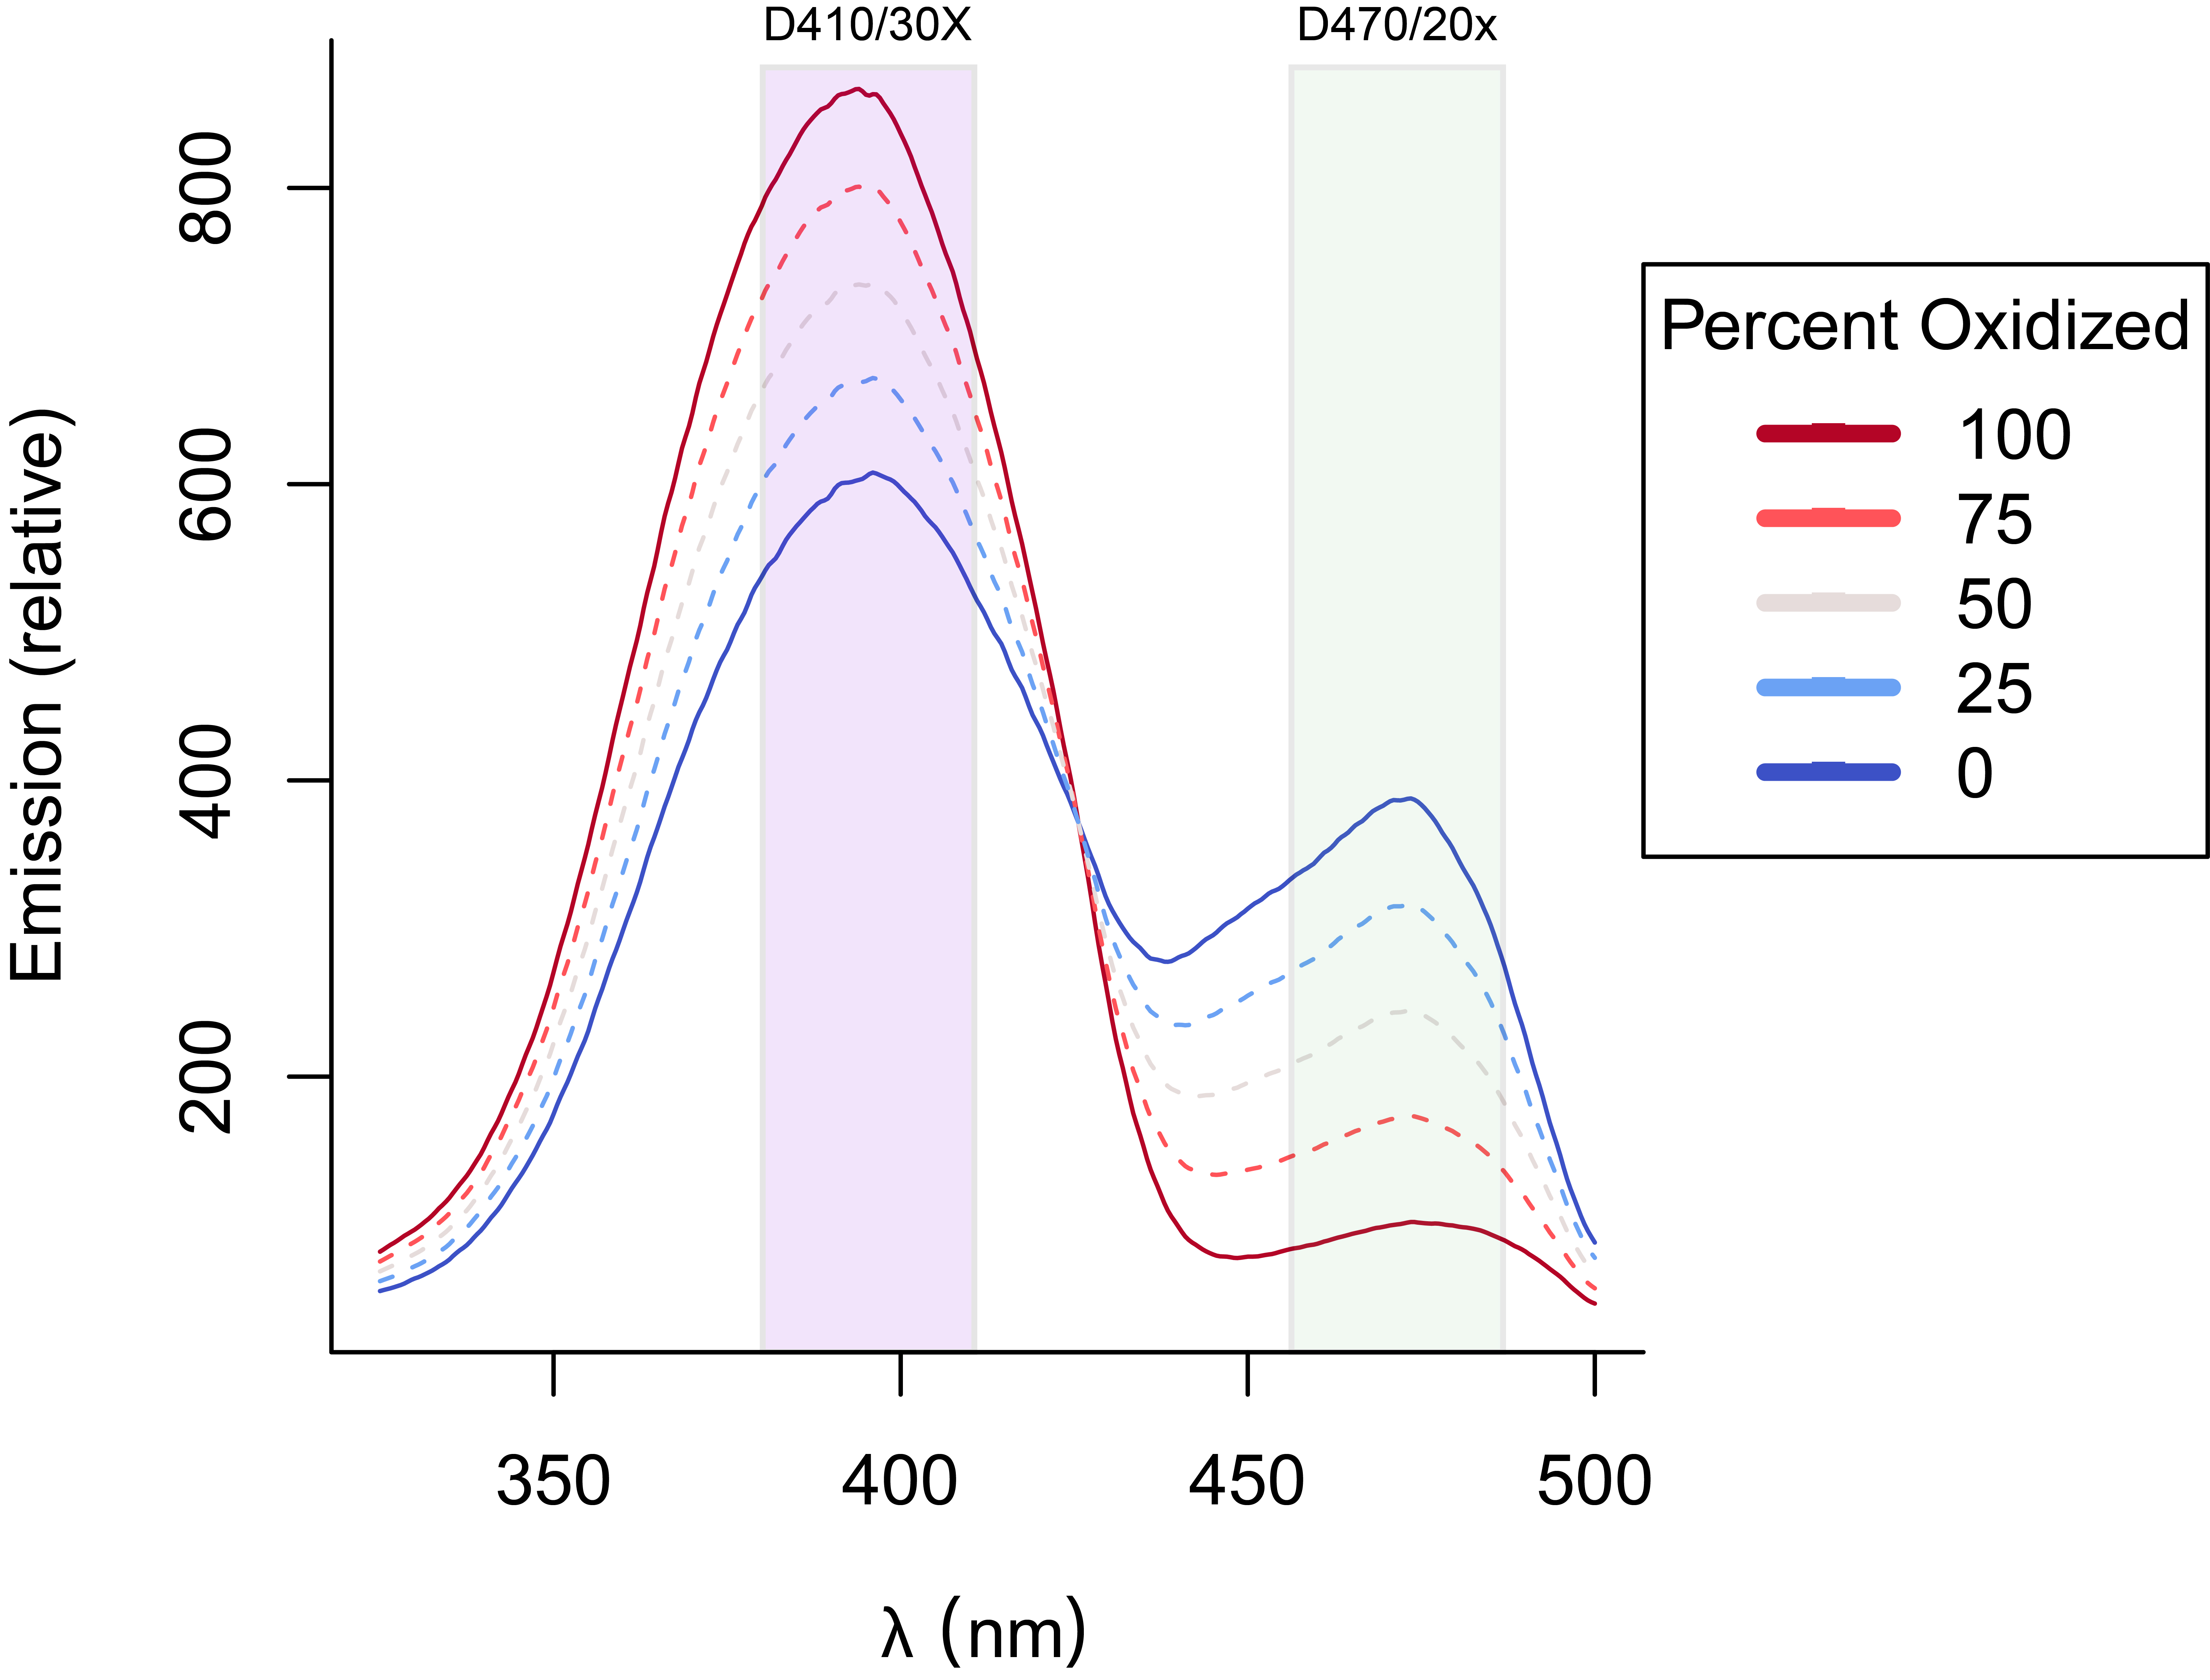 D410/30X
D470/20x
800
600
400
200
Emission (relative)
350
400
450
500
λ (nm)
Percent Oxidized
100
75
50
25
0